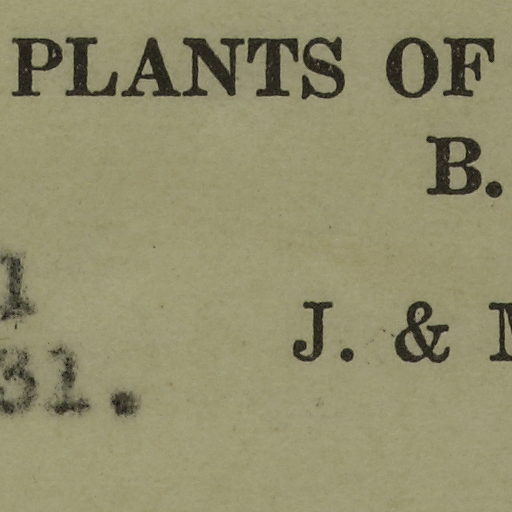 PLANTS OF
B.
1
J. &
31.